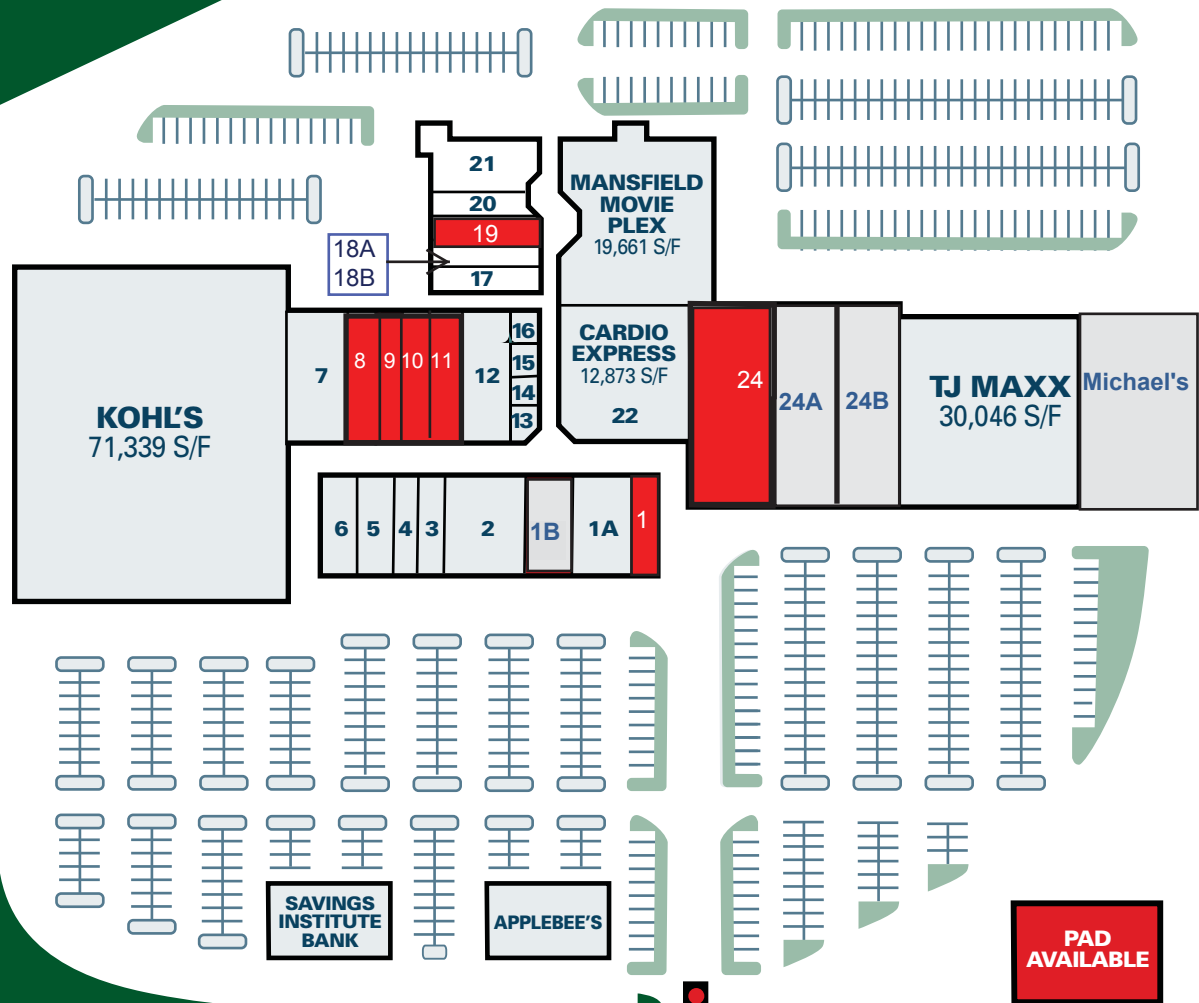 21
20
19
18A
18B
17
MANSFIELD
MOVIE
PLEX
19,661 S/F
KOHL'S
71,339 S/F
7
8
9
10
11
12
16
15
14
13
CARDIO
EXPRESS
12,873 S/F
22
24
24A
24B
TJ MAXX
30,046 S/F
Michael's
6
5
4
3
2
1B
1A
1
SAVINGS
INSTITUTE
BANK
APPLEBEE'S
PAD
AVAILABLE